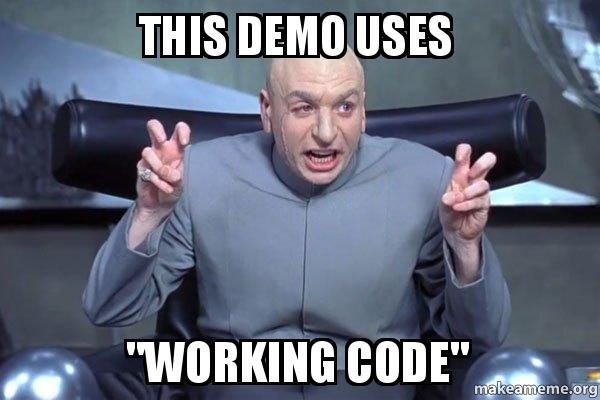 THIS DEMO USES
"WORKING CODE"
makeameme.org